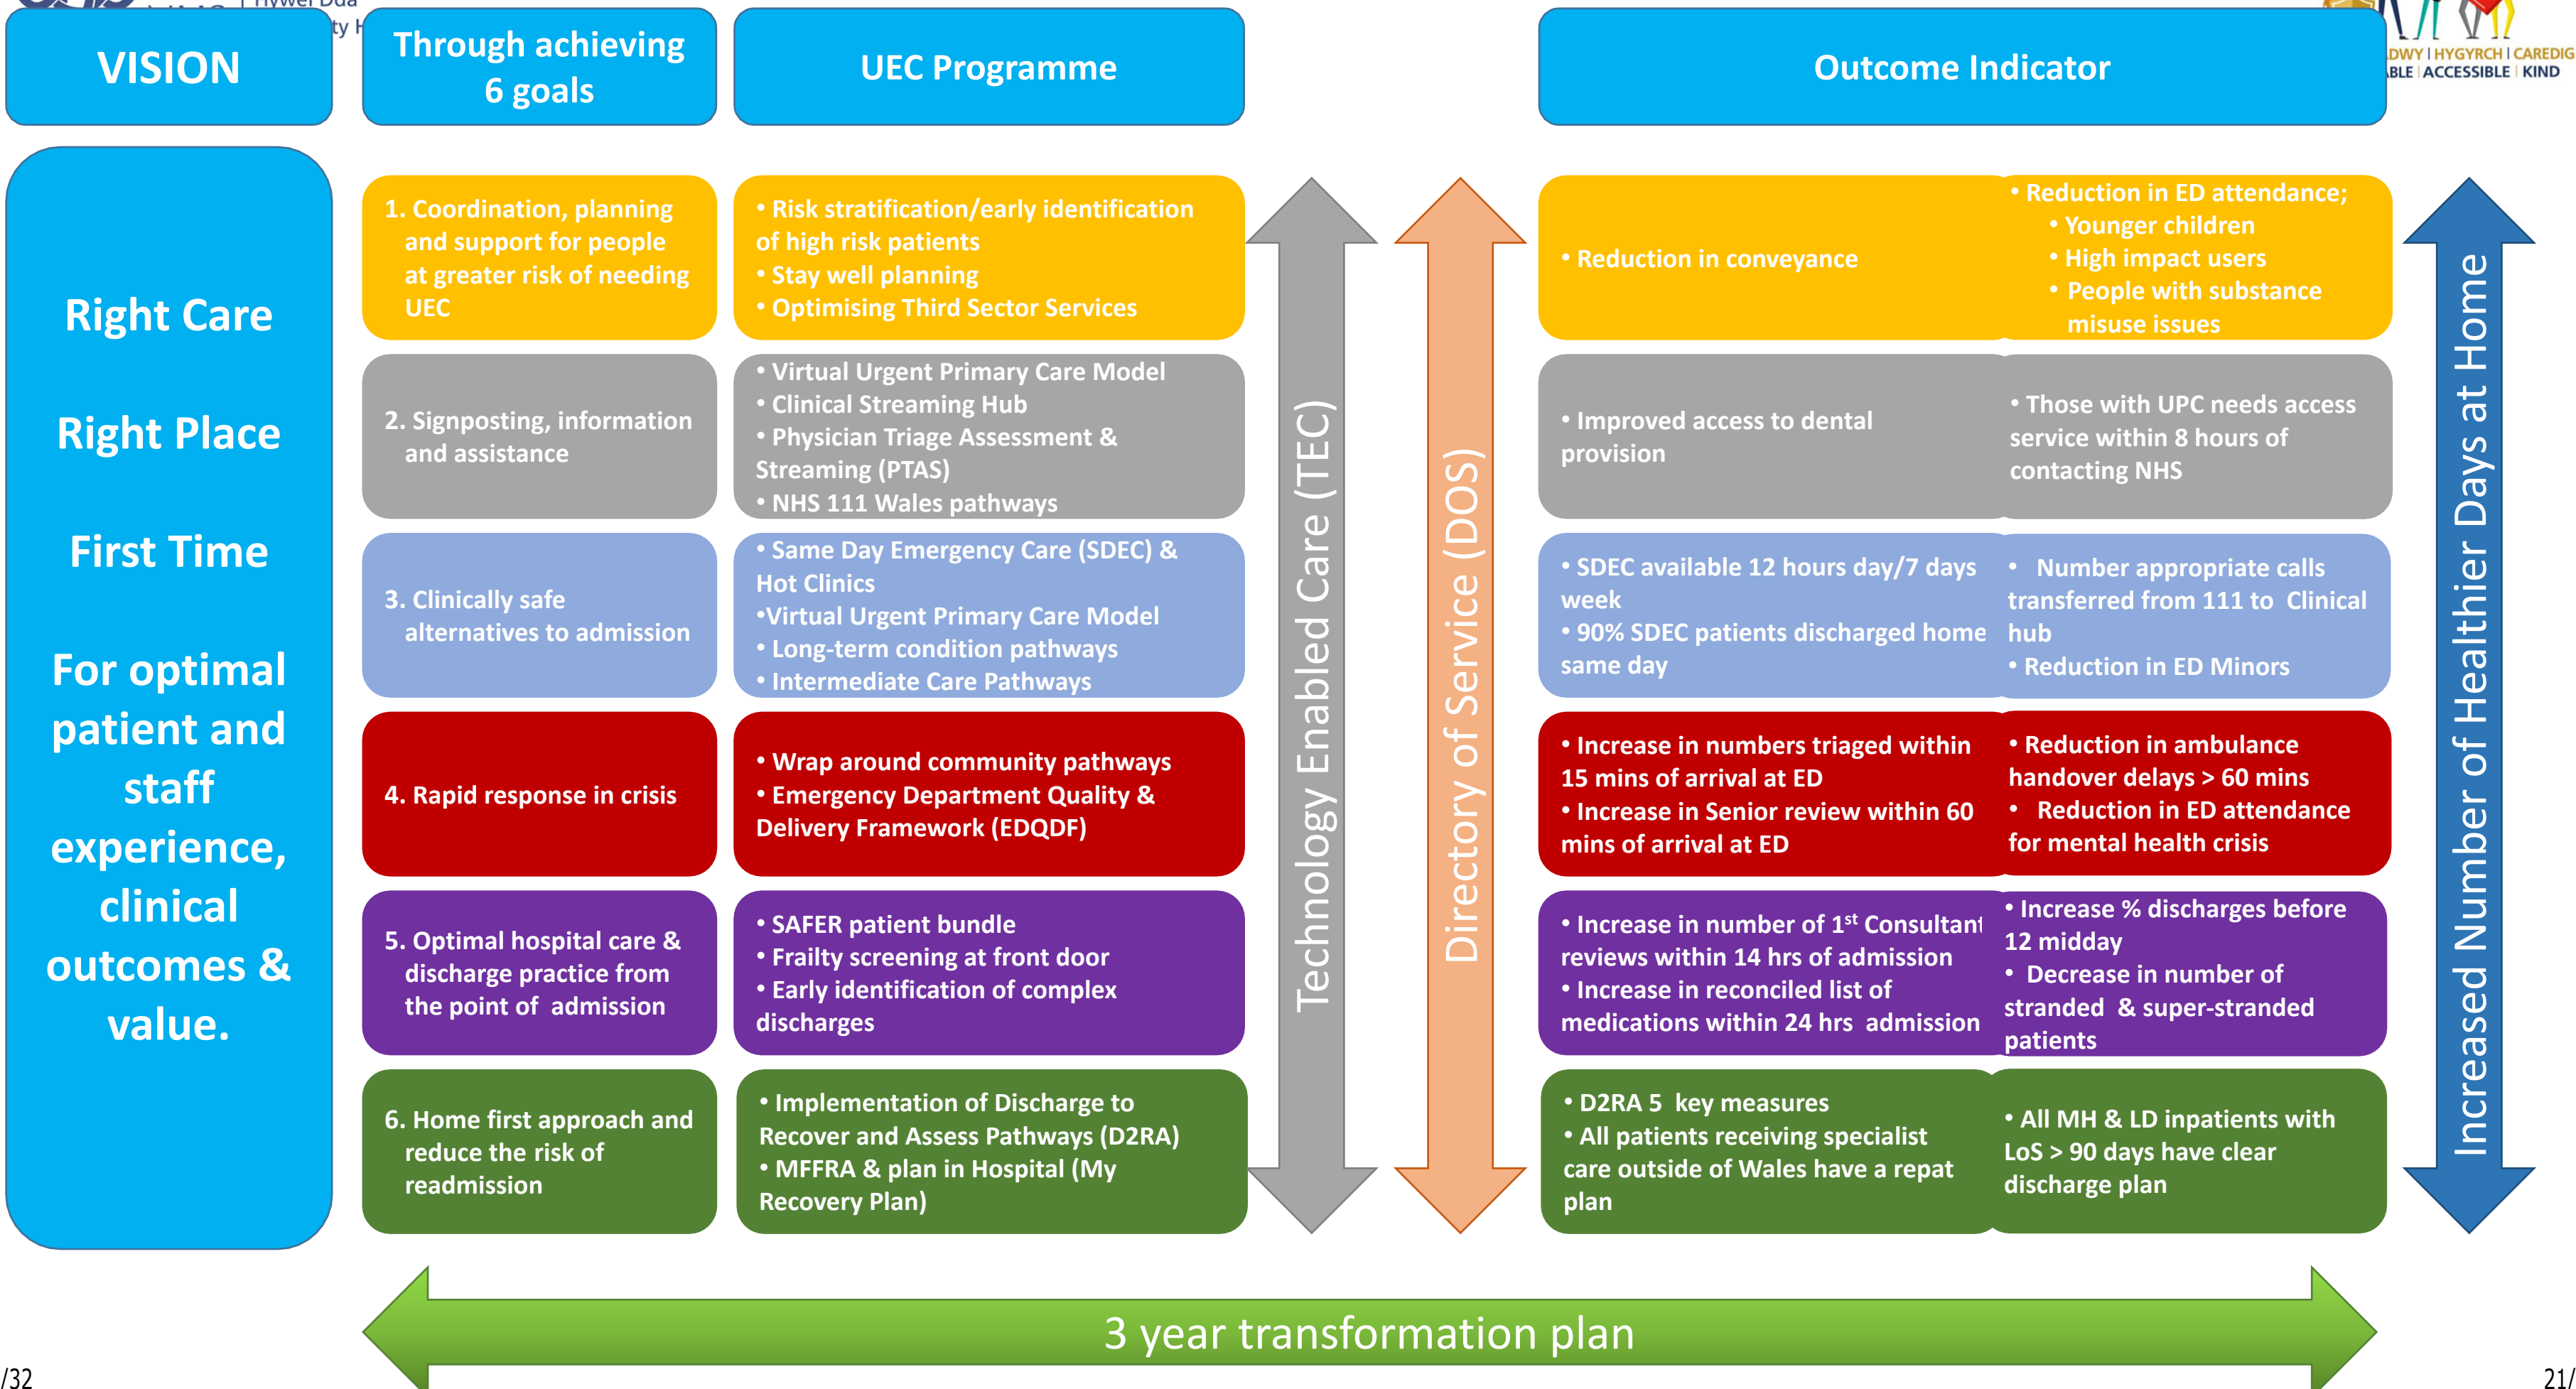 Hywel Dda
ty H
DWY | HYGYRCH | CAREDIG
BLE | ACCESSIBLE | KIND
VISION
Through achieving
6 goals
UEC Programme
Outcome Indicator
Right Care
Right Place
First Time
For optimal
patient and
staff
experience,
clinical
outcomes &
value.
1. Coordination, planning
and support for people
at greater risk of needing
UEC
• Risk stratification/early identification
of high risk patients
• Stay well planning
• Optimising Third Sector Services
• Reduction in conveyance
• Reduction in ED attendance;
• Younger children
• High impact users
• People with substance
misuse issues
2. Signposting, information
and assistance
• Virtual Urgent Primary Care Model
• Clinical Streaming Hub
• Physician Triage Assessment &
Streaming (PTAS)
• NHS 111 Wales pathways
• Improved access to dental
provision
• Those with UPC needs access
service within 8 hours of
contacting NHS
3. Clinically safe
alternatives to admission
• Same Day Emergency Care (SDEC) &
Hot Clinics
•Virtual Urgent Primary Care Model
• Long-term condition pathways
• Intermediate Care Pathways
• SDEC available 12 hours day/7 days
week
• 90% SDEC patients discharged home
same day
• Number appropriate calls
transferred from 111 to Clinical
hub
• Reduction in ED Minors
4. Rapid response in crisis
• Wrap around community pathways
• Emergency Department Quality &
Delivery Framework (EDQDF)
• Increase in numbers triaged within
15 mins of arrival at ED
• Increase in Senior review within 60
mins of arrival at ED
• Reduction in ambulance
handover delays > 60 mins
• Reduction in ED attendance
for mental health crisis
5. Optimal hospital care &
discharge practice from
the point of admission
• SAFER patient bundle
• Frailty screening at front door
• Early identification of complex
discharges
• Increase in number of 1st Consultant
reviews within 14 hrs of admission
• Increase in reconciled list of
medications within 24 hrs admission
• Increase % discharges before
12 midday
• Decrease in number of
stranded & super-stranded
patients
6. Home first approach and
reduce the risk of
readmission
• Implementation of Discharge to
Recover and Assess Pathways (D2RA)
• MFFRA & plan in Hospital (My
Recovery Plan)
• D2RA 5 key measures
• All patients receiving specialist
care outside of Wales have a repat
plan
• All MH & LD inpatients with
LoS > 90 days have clear
discharge plan
Technology Enabled Care (TEC)
Directory of Service (DOS)
Increased Number of Healthier Days at Home
3 year transformation plan
/32
21/